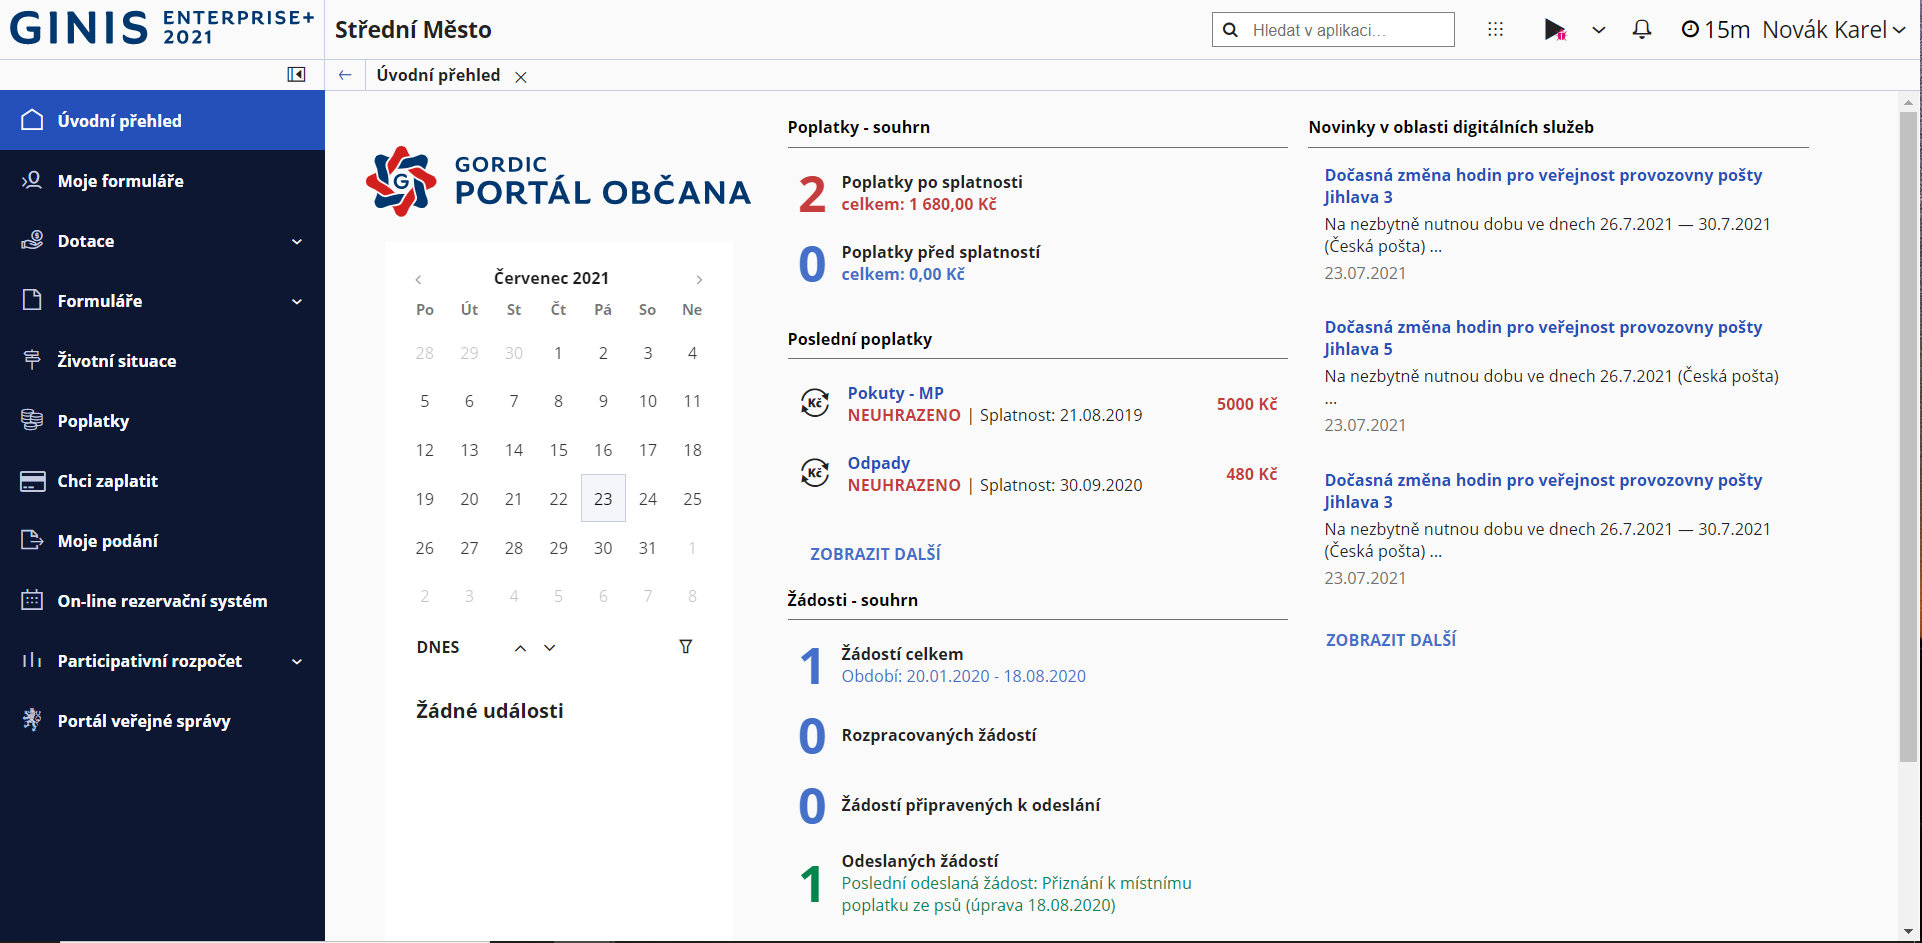 GINIS ENTERPRISE+
2021
Střední Město
Hledat v aplikaci...
15m Novák Karel
Úvodní přehled
Úvodní přehled
Moje formuláře
Dotace
Formuláře
Životní situace
Poplatky
Chci zaplatit
Moje podání
On-line rezervační systém
Participativní rozpočet
Portál veřejné správy
G
GORDIC
PORTÁL OBČANA
Červenec 2021
Po Út St Čt Pá So Ne
28 29 30 1 2 3 4
5 6 7 8 9 10 11
12 13 14 15 16 17 18
19 20 21 22 23 24 25
26 27 28 29 30 31 1
2 3 4 5 6 7 8
DNES
Žádné události
Poplatky - souhrn
2 Poplatky po splatnosti
celkem: 1 680,00 Kč
0 Poplatky před splatností
celkem: 0,00 Kč
Poslední poplatky
Kč Pokuty - MP
NEUHRAZENO | Splatnost: 21.08.2019 5000 Kč
Kč Odpady
NEUHRAZENO | Splatnost: 30.09.2020 480 Kč
ZOBRAZIT DALŠÍ
Žádosti - souhrn
1 Žádostí celkem
Období: 20.01.2020 - 18.08.2020
0 Rozpracovaných žádostí
0 Žádostí připravených k odeslání
1 Odeslaných žádostí
Poslední odeslaná žádost: Přiznání k místnímu
poplatku ze psů (úprava 18.08.2020)
Novinky v oblasti digitálních služeb
Dočasná změna hodin pro veřejnost provozovny pošty
Jihlava 3
Na nezbytně nutnou dobu ve dnech 26.7.2021 — 30.7.2021
(Česká pošta) ...
23.07.2021
Dočasná změna hodin pro veřejnost provozovny pošty
Jihlava 5
Na nezbytně nutnou dobu ve dnech 26.7.2021 (Česká pošta)
...
23.07.2021
Dočasná změna hodin pro veřejnost provozovny pošty
Jihlava 3
Na nezbytně nutnou dobu ve dnech 26.7.2021 — 30.7.2021
(Česká pošta) ...
23.07.2021
ZOBRAZIT DALŠÍ